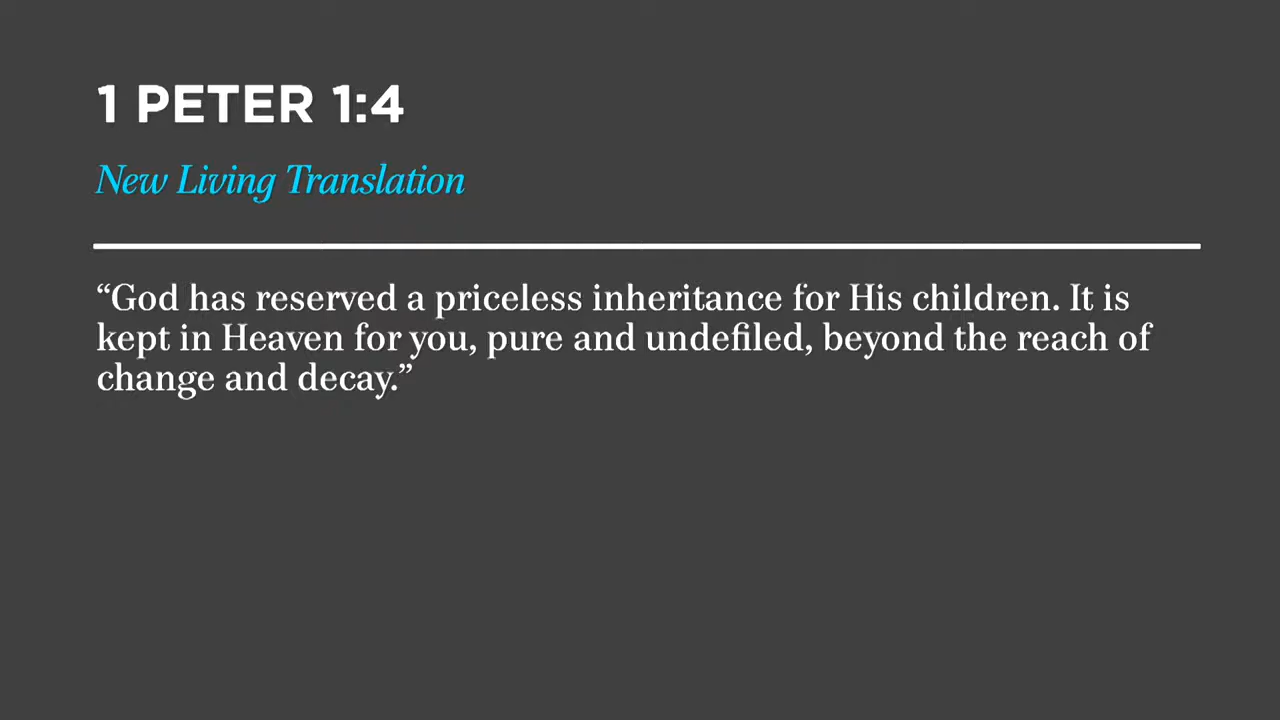 1 PETER 1:4
New Living Translation
“God has reserved a priceless inheritance for His children. It is
kept in Heaven for you, pure and undefiled, beyond the reach of
change and decay.”